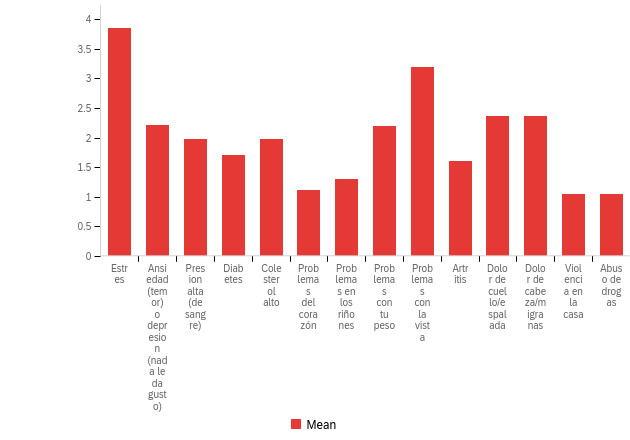 4
3.5
3
2.5
2
1.5
1
0.5
0
Estr
es
Ansi
edad
(tem
or)
o
depr
esio
n
(nad
a le
da
gust
o)
Pres
ion
alta
(de
sang
re)
Diab
etes
Cole
ster
ol
alto
Prob
lema
s
del
cora
zón
Prob
lema
s en
los
riño
nes
Prob
lema
s
con
tu
peso
Prob
lema
s
con
la
vist
a
Artr
itis
Dolo
r de
cuel
lo/e
spal
ada
Dolo
r de
cabe
za/m
igra
nas
Viol
enci
a en
la
casa
Abus
o de
drog
as
Mean